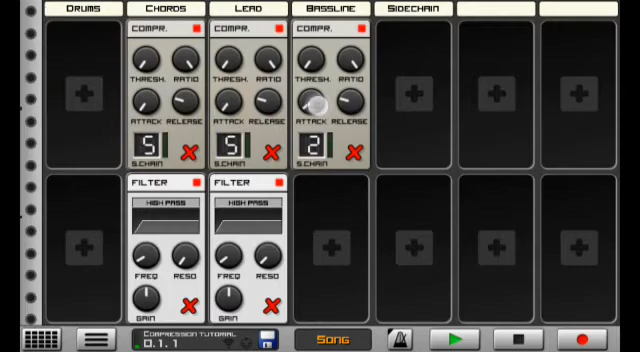 DRUMS CHORDS LEAD BASSLINE SIDECHAIN
COMPR. COMPR. COMPR.
THRESH. RATIO THRESH. RATIO THRESH. RATIO
ATTACK RELEASE ATTACK RELEASE ATTACK RELEASE
5 5 2
S.CHAIN S.CHAIN S.CHAIN
FILTER FILTER
HIGH PASS HIGH PASS
FREQ RESO FREQ RESO
GAIN GAIN
COMPRESSION TUTORIAL
0.1.1
SONG